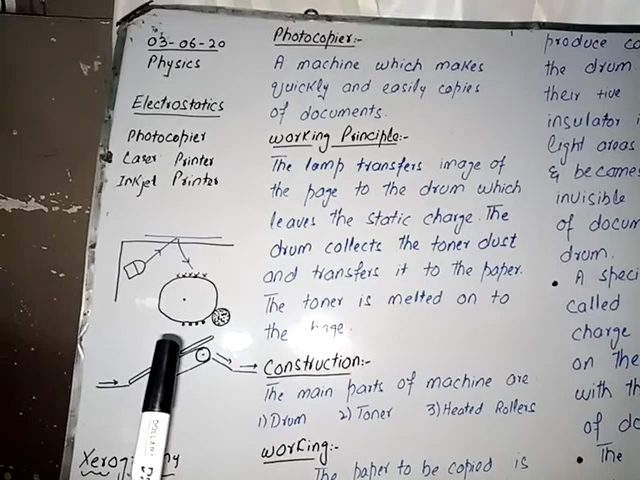 03-06-20
Physics
Electrostatics
Photocopier
Laser Printer
InkJet Printer
Photocopier:-
A machine which makes
quickly and easily copies
of documents.
Working Principle:-
The lamp transfers image of
the page to the drum which
leaves the static charge. The
drum collects the toner dust
and transfers it to the paper.
The toner is melted on to
the
Construction:-
The main parts of machine are
1) Drum 2) Toner 3) Heated Rollers
Working:-
The paper to be copied is
produce
the drum
their
insulator
light areas
& becomes
invisible
of
drum.
• A
called
charge
on the
with
of
• The